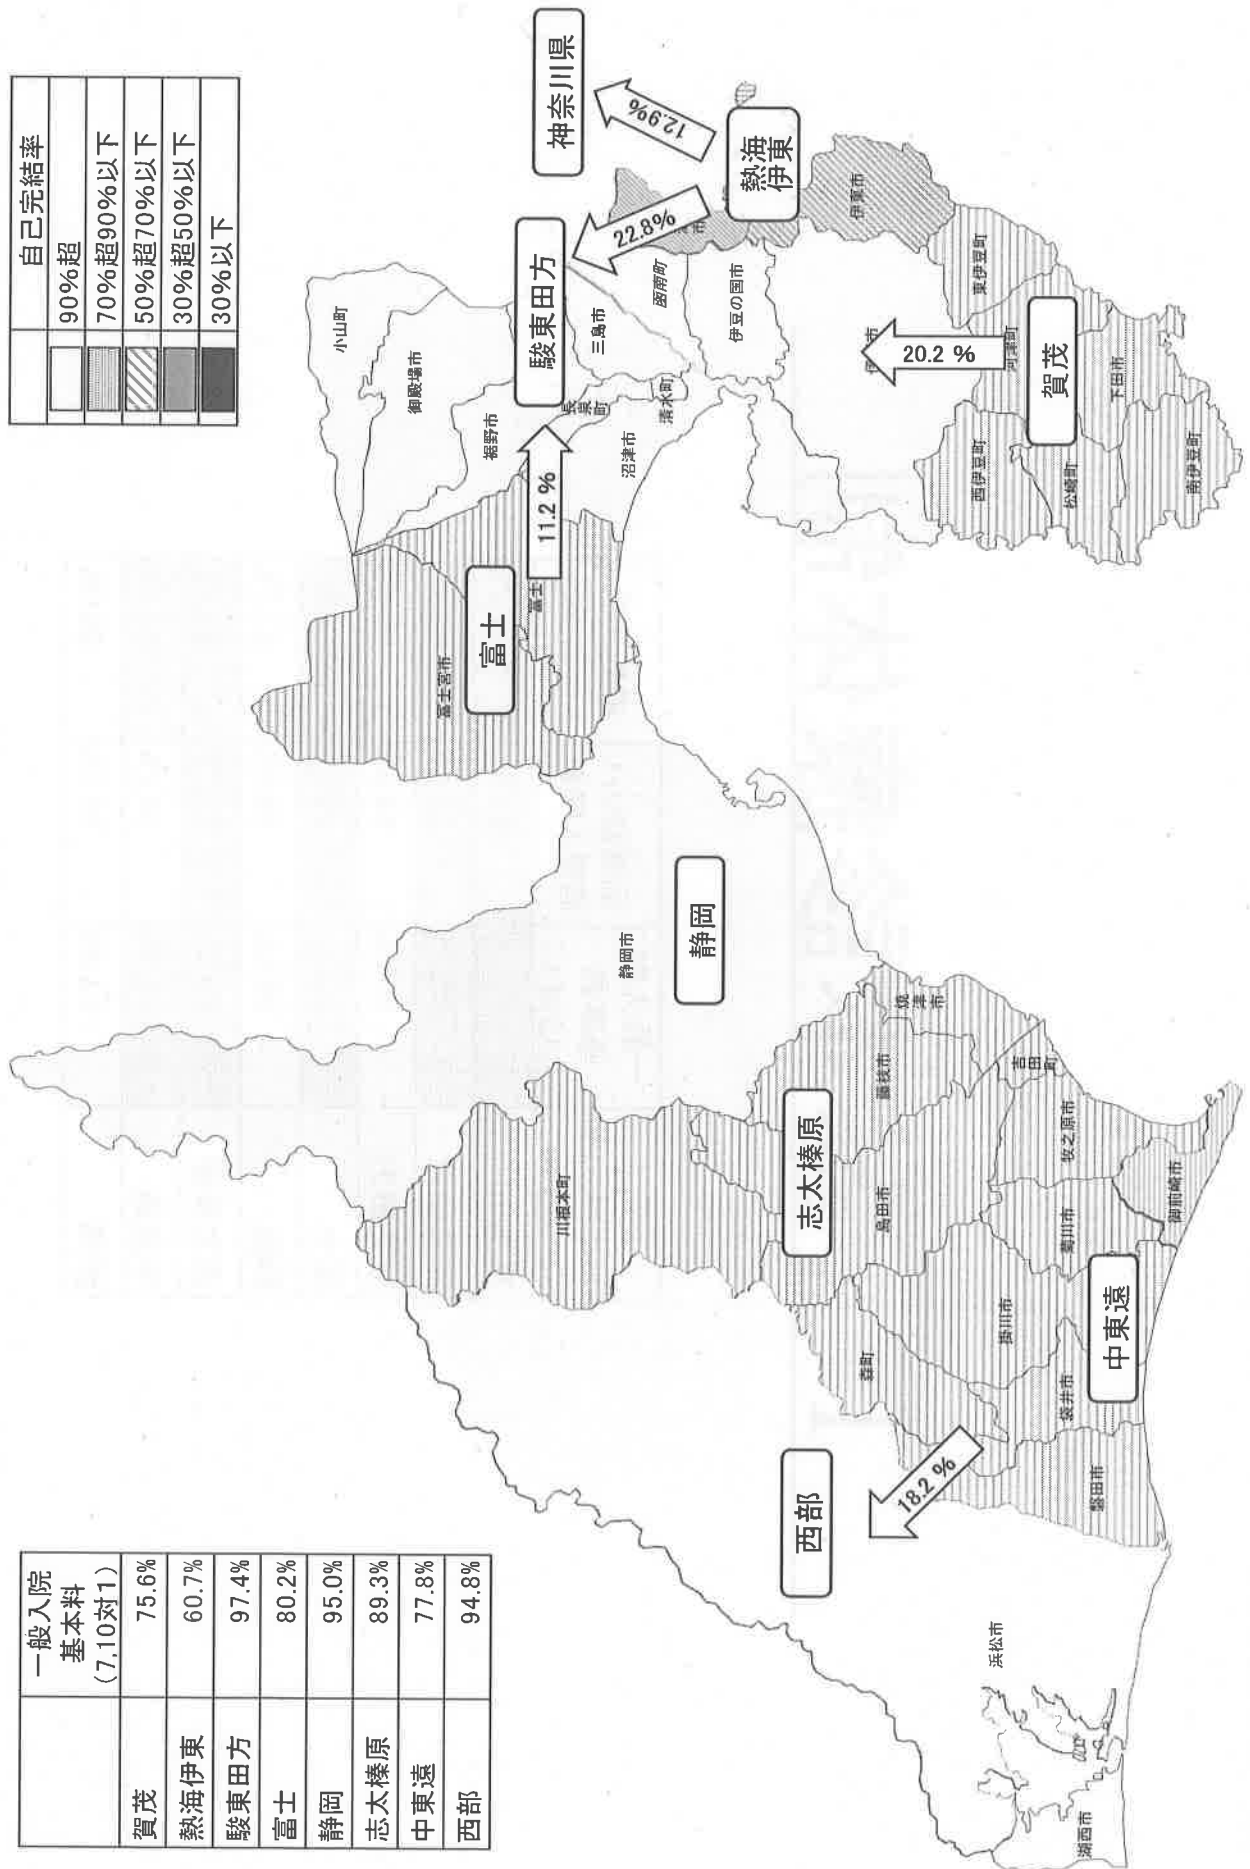 一般入院
基本料
(7,10対1)
賀茂 75.6%
熱海伊東 60.7%
駿東田方 97.4%
富士 80.2%
静岡 95.0%
志太榛原 89.3%
中東遠 77.8%
西部 94.8%
自己完結率
90%超
70%超90%以下
50%超70%以下
30%超50%以下
30%以下
小山町
御殿場市
裾野市
神奈川県
12.9%
駿東田方
22.8%
三島市
函南町
長泉町
清水町
沼津市
11.2 %
富士宮市
富士
富士
熱海
伊東
市
伊豆の国市
伊東市
市
20.2 %
東伊豆町
河津町
賀茂
下田市
西伊豆町
松崎町
南伊豆町
静岡市
静岡
川根本町
志太榛原
藤枝市
焼津市
島田市
吉田町
牧之原市
御前崎市
菊川市
掛川市
中東遠
森町
袋井市
磐田市
18.2 %
西部
浜松市
湖西市